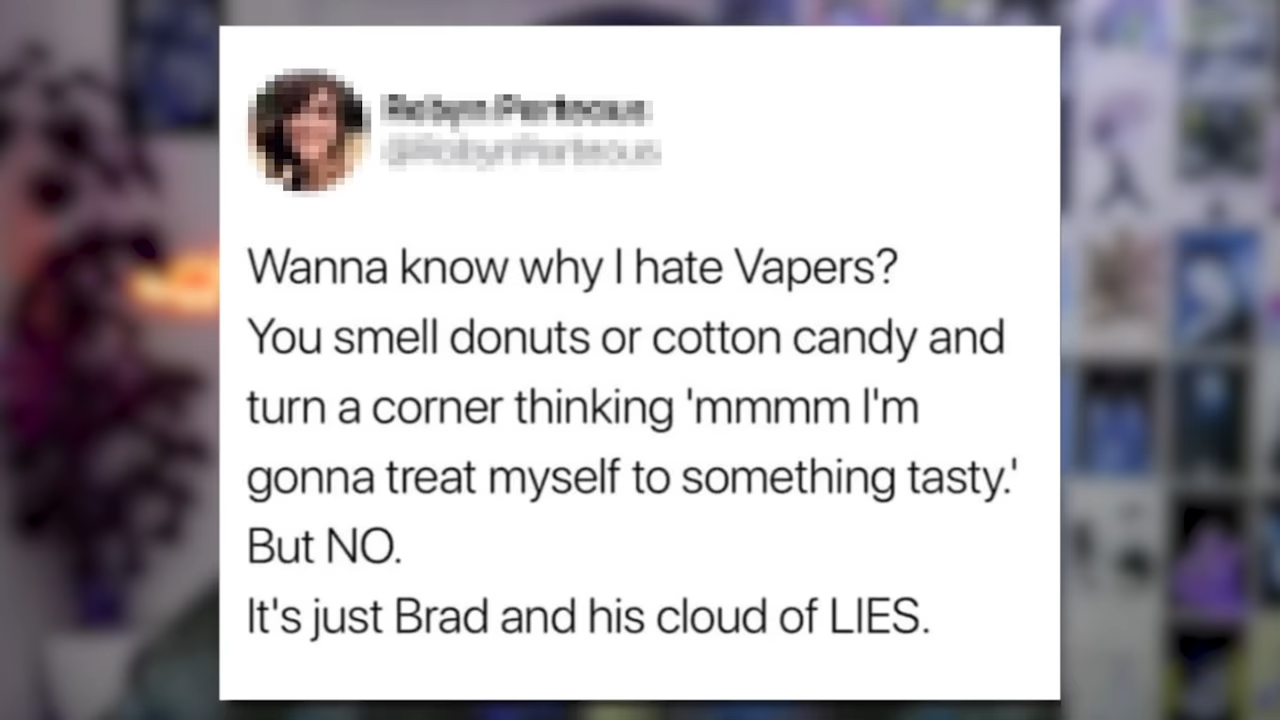 Wanna know why I hate Vapers?
You smell donuts or cotton candy and
turn a corner thinking 'mmmm I'm
gonna treat myself to something tasty.'
But NO.
It's just Brad and his cloud of LIES.